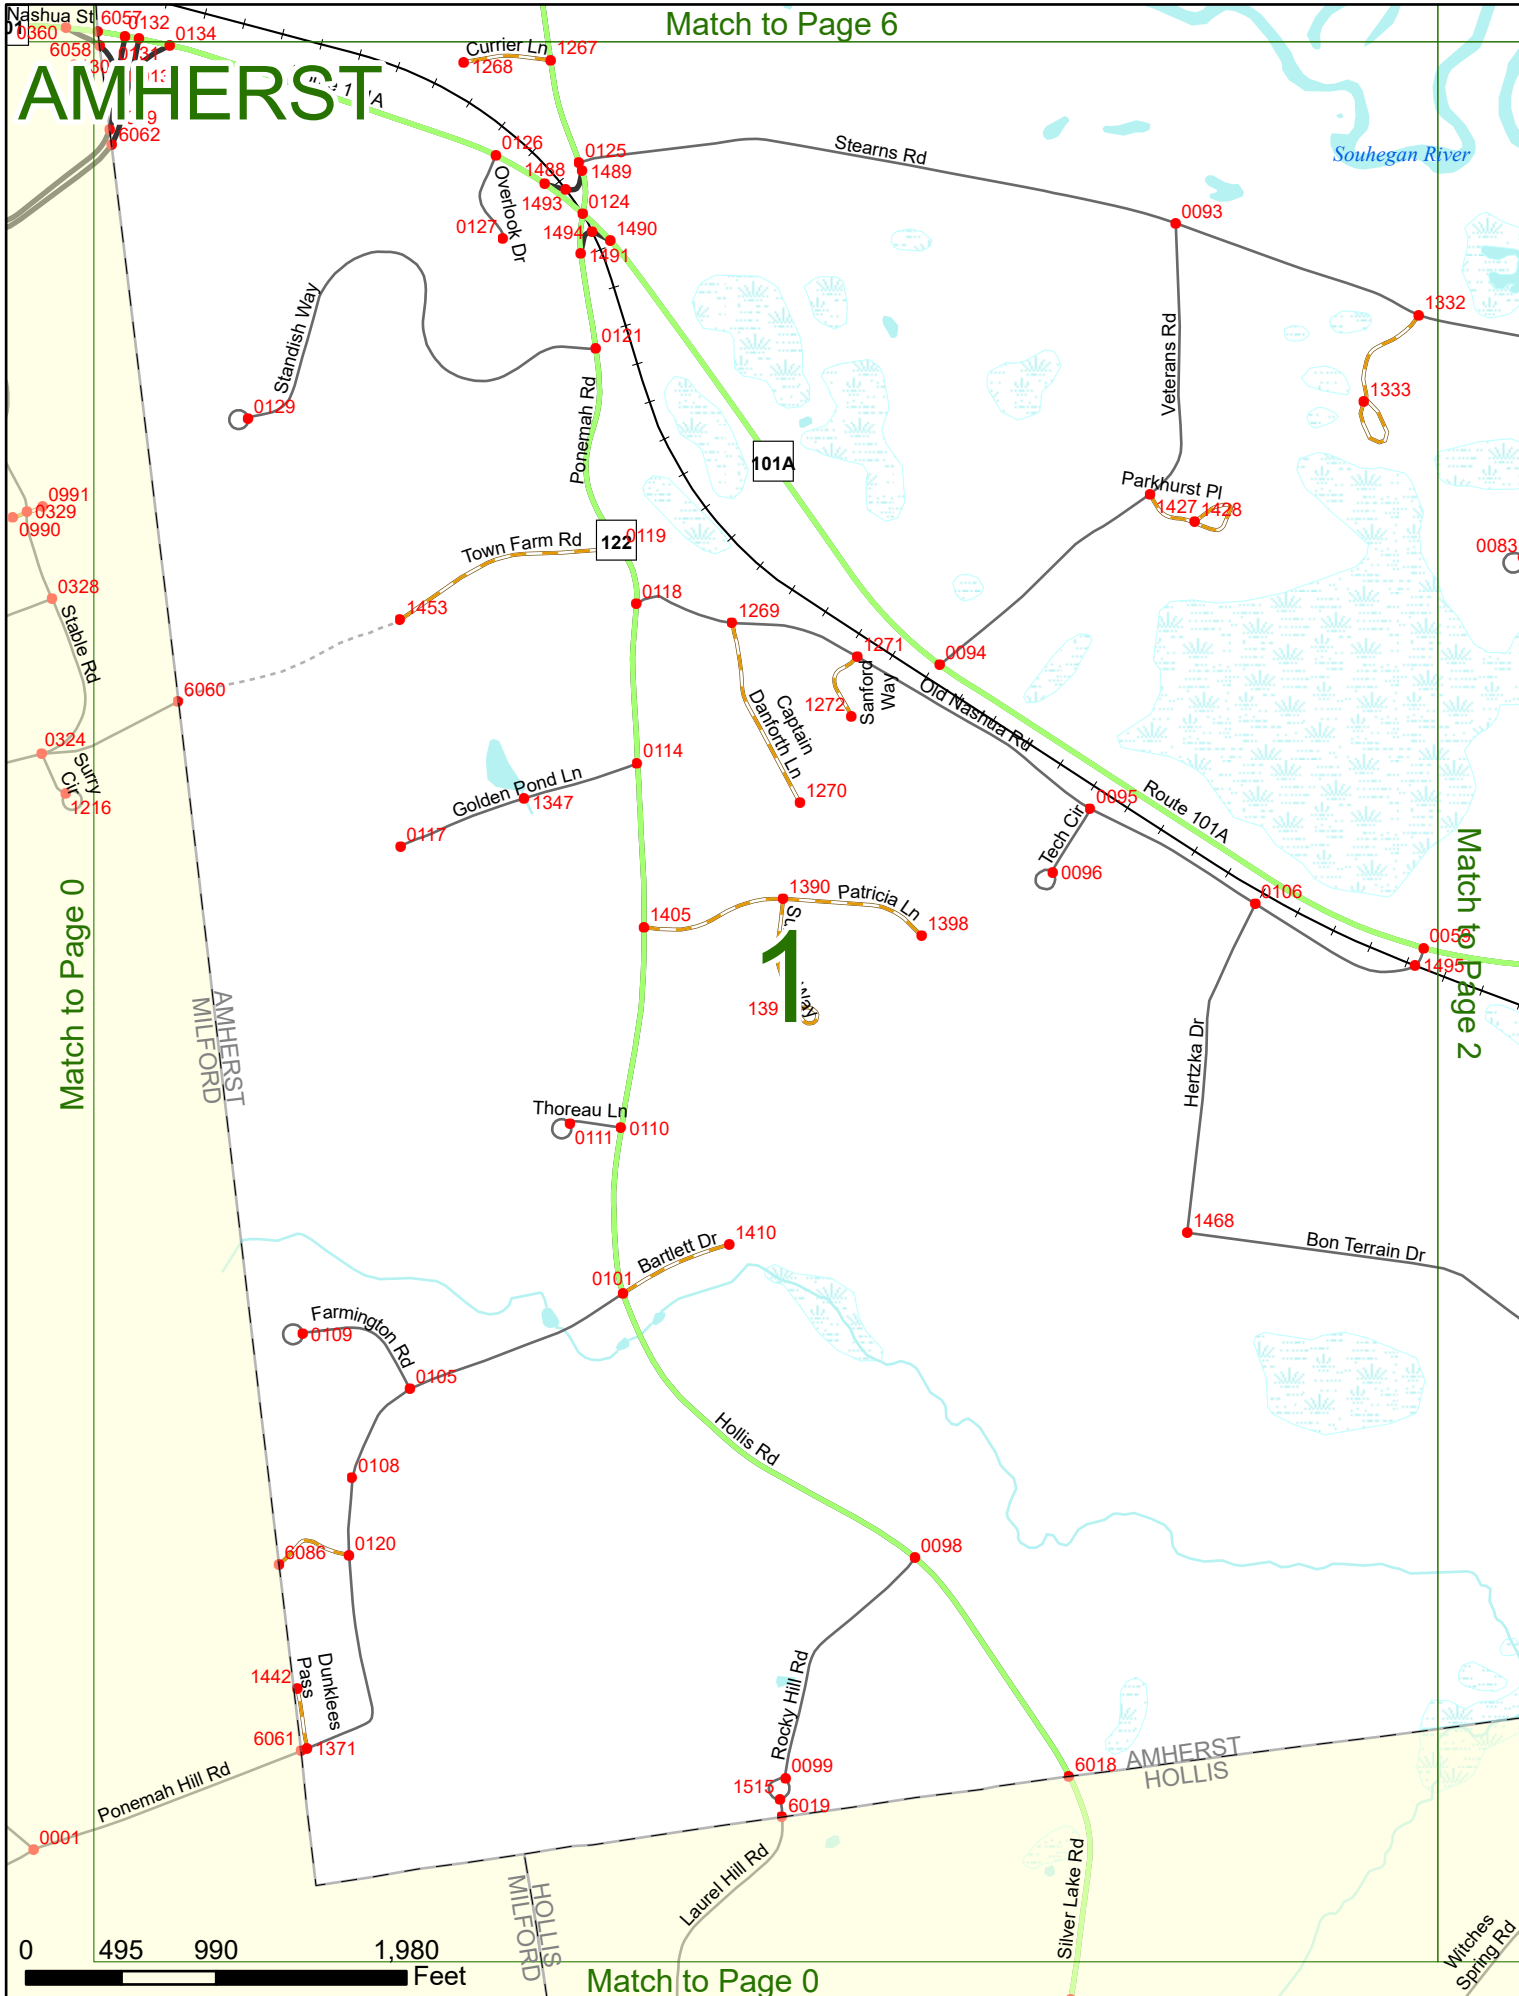 Nashua St
01
0360
6057
0132
0134
6058
0131
30
013
AMHERST
Match to Page 6
Currier Ln
1267
1268
6062
0126
0125
1488
1489
1493
0124
1494
1490
1491
0127
Overlook Dr
Stearns Rd
Souhegan River
0093
Standish Way
0129
0121
Ponemah Rd
101A
Veterans Rd
1332
1333
Parkhurst Pl
1427
1428
0083
0991
0329
0990
0328
Stable Rd
Town Farm Rd
122
0119
1453
0118
1269
1271
0094
Sanford
Way
1272
Captain
Danforth Ln
1270
Old Nashua Rd
6060
0324
Surry
Cir
1216
0114
Golden Pond Ln
1347
0117
0095
Tech Cir
0096
Route 101A
0106
0059
1495
Match to Page 0
Match to Page 2
1390
Patricia Ln
1398
1405
1
Way
139
AMHERST
MILFORD
Hertzka Dr
Thoreau Ln
0111
0110
1468
Bon Terrain Dr
Bartlett Dr
1410
0101
Farmington Rd
0109
0105
Hollis Rd
0108
0120
6086
0098
Dunklees
Pass
1442
6061
1371
Ponemah Hill Rd
0001
Rocky Hill Rd
0099
1515
6019
6018
AMHERST
HOLLIS
Laurel Hill Rd
Silver Lake Rd
HOLLIS
MILFORD
Witches
Spring Rd
0 495 990 1,980
Feet
Match to Page 0